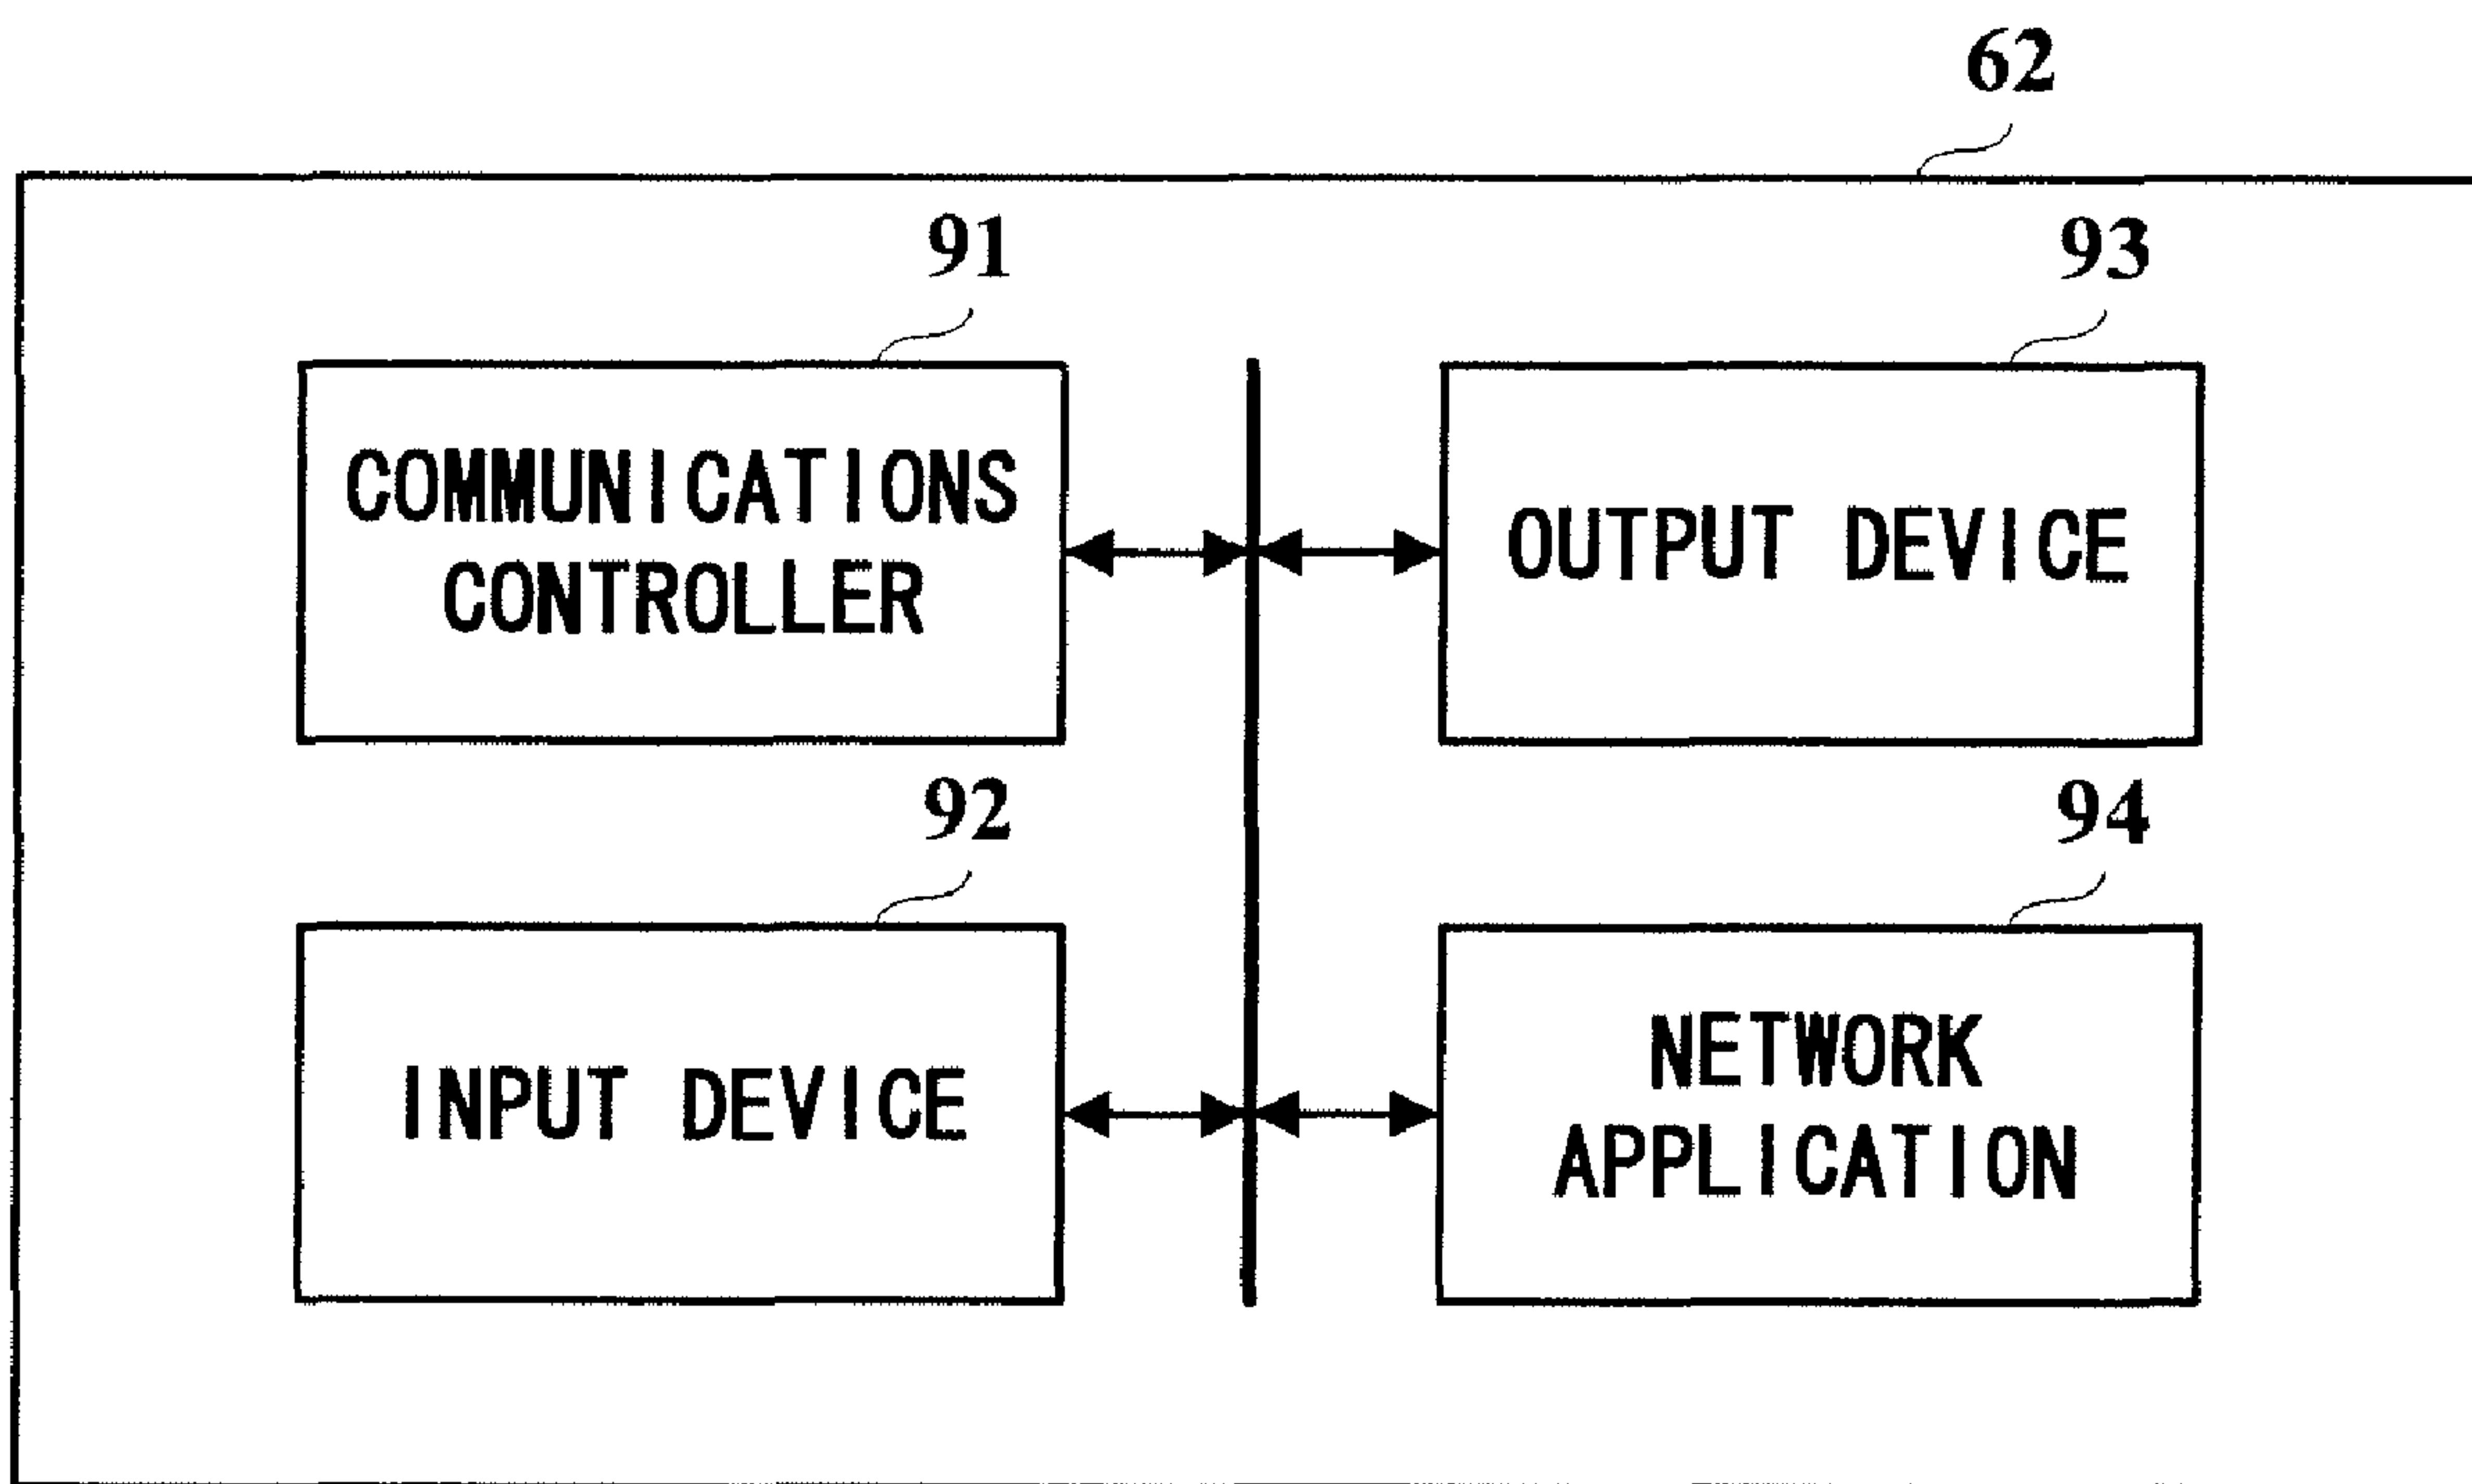 62
91
93
COMMUNICATIONS
CONTROLLER
OUTPUT DEVICE
92
94
INPUT DEVICE
NETWORK
APPLICATION